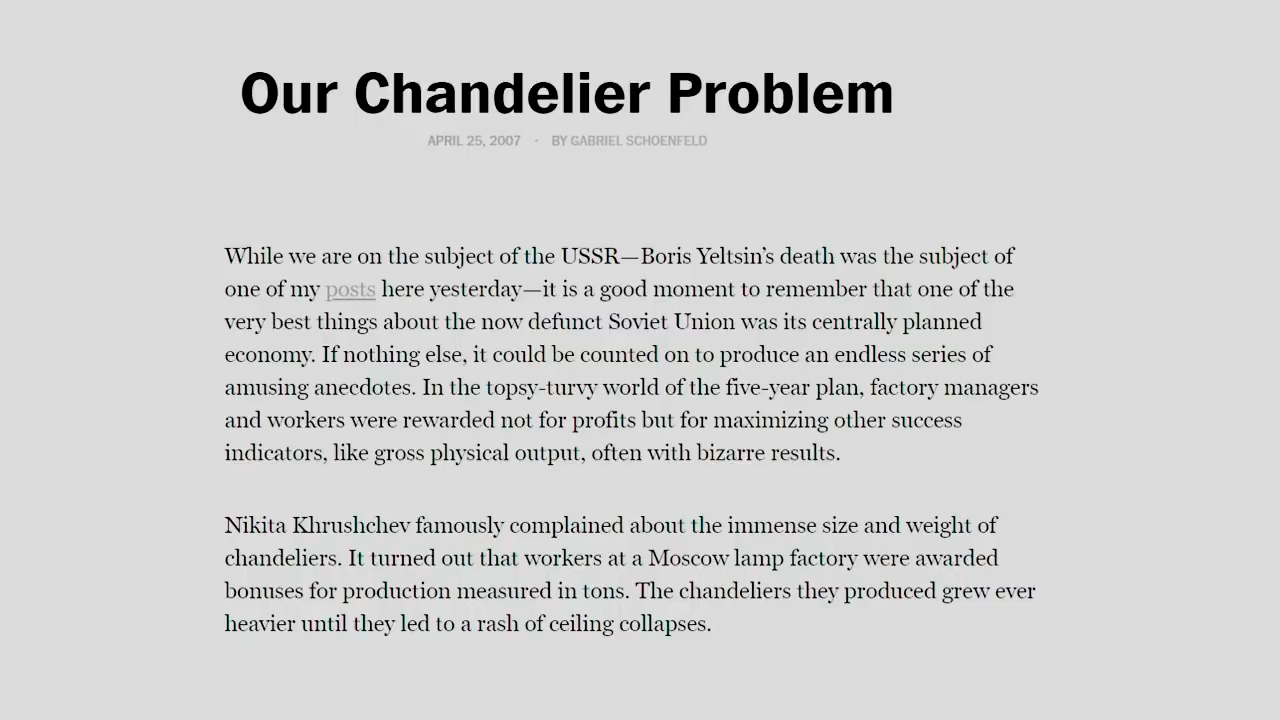 Our Chandelier Problem
APRIL 25, 2007 · BY GABRIEL SCHOENFELD
While we are on the subject of the USSR—Boris Yeltsin’s death was the subject of
one of my posts here yesterday—it is a good moment to remember that one of the
very best things about the now defunct Soviet Union was its centrally planned
economy. If nothing else, it could be counted on to produce an endless series of
amusing anecdotes. In the topsy-turvy world of the five-year plan, factory managers
and workers were rewarded not for profits but for maximizing other success
indicators, like gross physical output, often with bizarre results.
Nikita Khrushchev famously complained about the immense size and weight of
chandeliers. It turned out that workers at a Moscow lamp factory were awarded
bonuses for production measured in tons. The chandeliers they produced grew ever
heavier until they led to a rash of ceiling collapses.